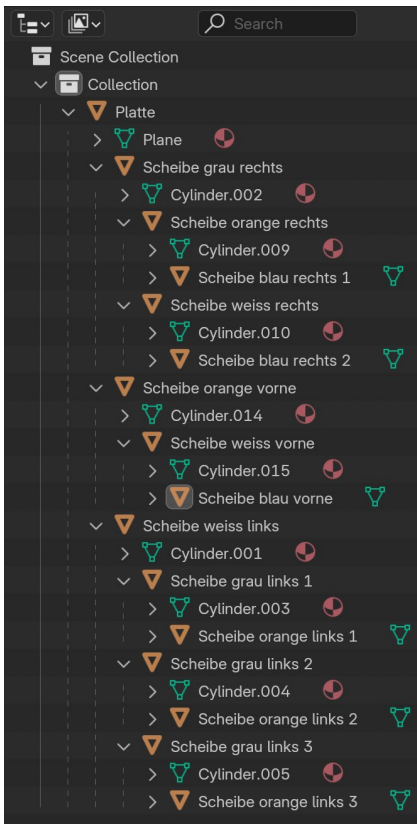 Search
Scene Collection
Collection
Platte
Plane
Scheibe grau rechts
Cylinder.002
Scheibe orange rechts
Cylinder.009
Scheibe blau rechts 1
Scheibe weiss rechts
Cylinder.010
Scheibe blau rechts 2
Scheibe orange vorne
Cylinder.014
Scheibe weiss vorne
Cylinder.015
Scheibe blau vorne
Scheibe weiss links
Cylinder.001
Scheibe grau links 1
Cylinder.003
Scheibe orange links 1
Scheibe grau links 2
Cylinder.004
Scheibe orange links 2
Scheibe grau links 3
Cylinder.005
Scheibe orange links 3